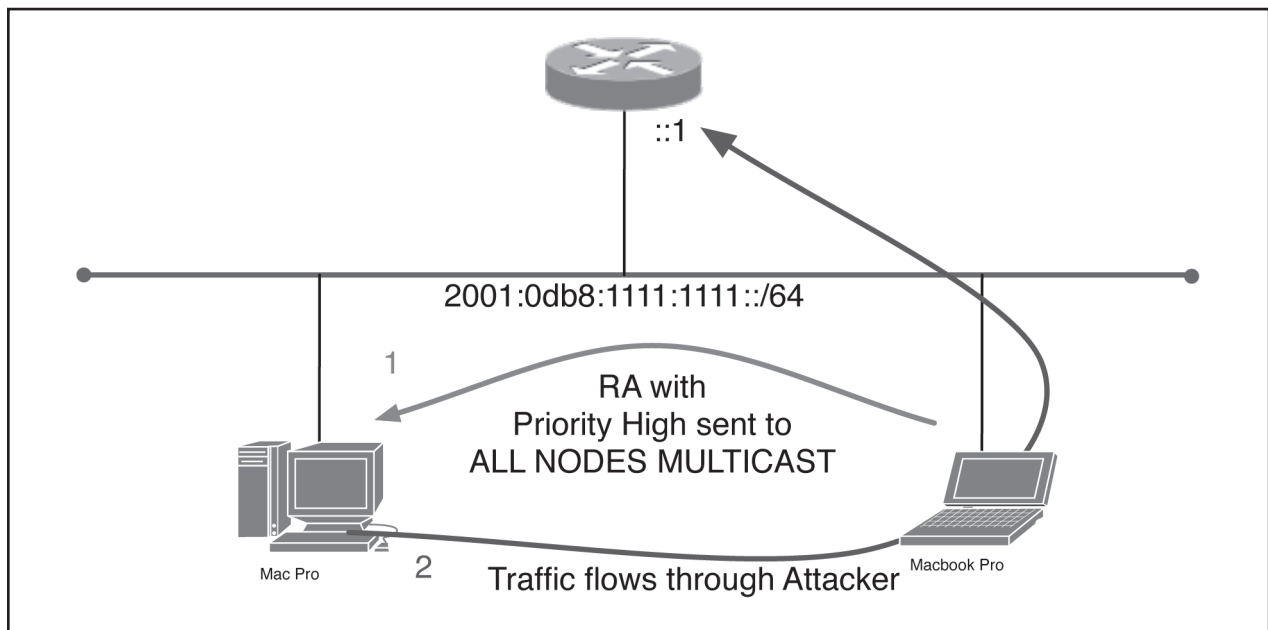 ::1
2001:0db8:1111:1111::/64
1
RA with
Priority High sent to
ALL NODES MULTICAST
Mac Pro
2
Traffic flows through Attacker
Macbook Pro